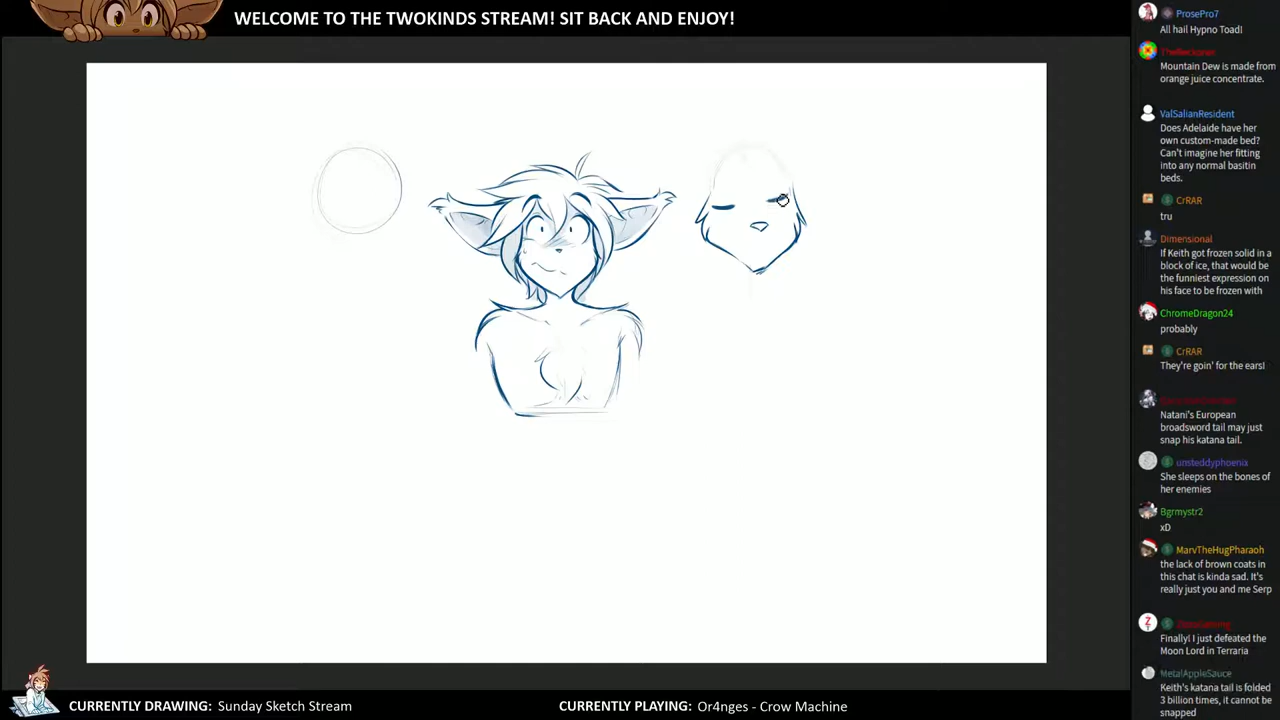 WELCOME TO THE TWOKINDS STREAM! SIT BACK AND ENJOY!
ProsePro7
All hail Hypno Toad!
Mountain Dew is made from
orange juice concentrate.
ValSalianResident
Does Adelaide have her
own custom-made bed?
Can't imagine her fitting
into any normal basitin
beds.
CrRAR
tru
Dimensional
If Keith got frozen solid in a
block of ice, that would be
the funniest expression on
his face to be frozen with
ChromeDragon24
probably
CrRAR
They're goin' for the ears!
Natani's European
broadsword tail may just
snap his katana tail.
unsteddyphoenix
She sleeps on the bones of
her enemies
Bgrmystr2
xD
MarvTheHugPharaoh
the lack of brown coats in
this chat is kinda sad. It's
really just you and me Serp
Z
Finally! I just defeated the
Moon Lord in Terraria
MetalAppleSauce
Keith's katana tail is folded
3 billion times, it cannot be
snapped
CURRENTLY DRAWING: Sunday Sketch Stream
CURRENTLY PLAYING: Or4nges - Crow Machine